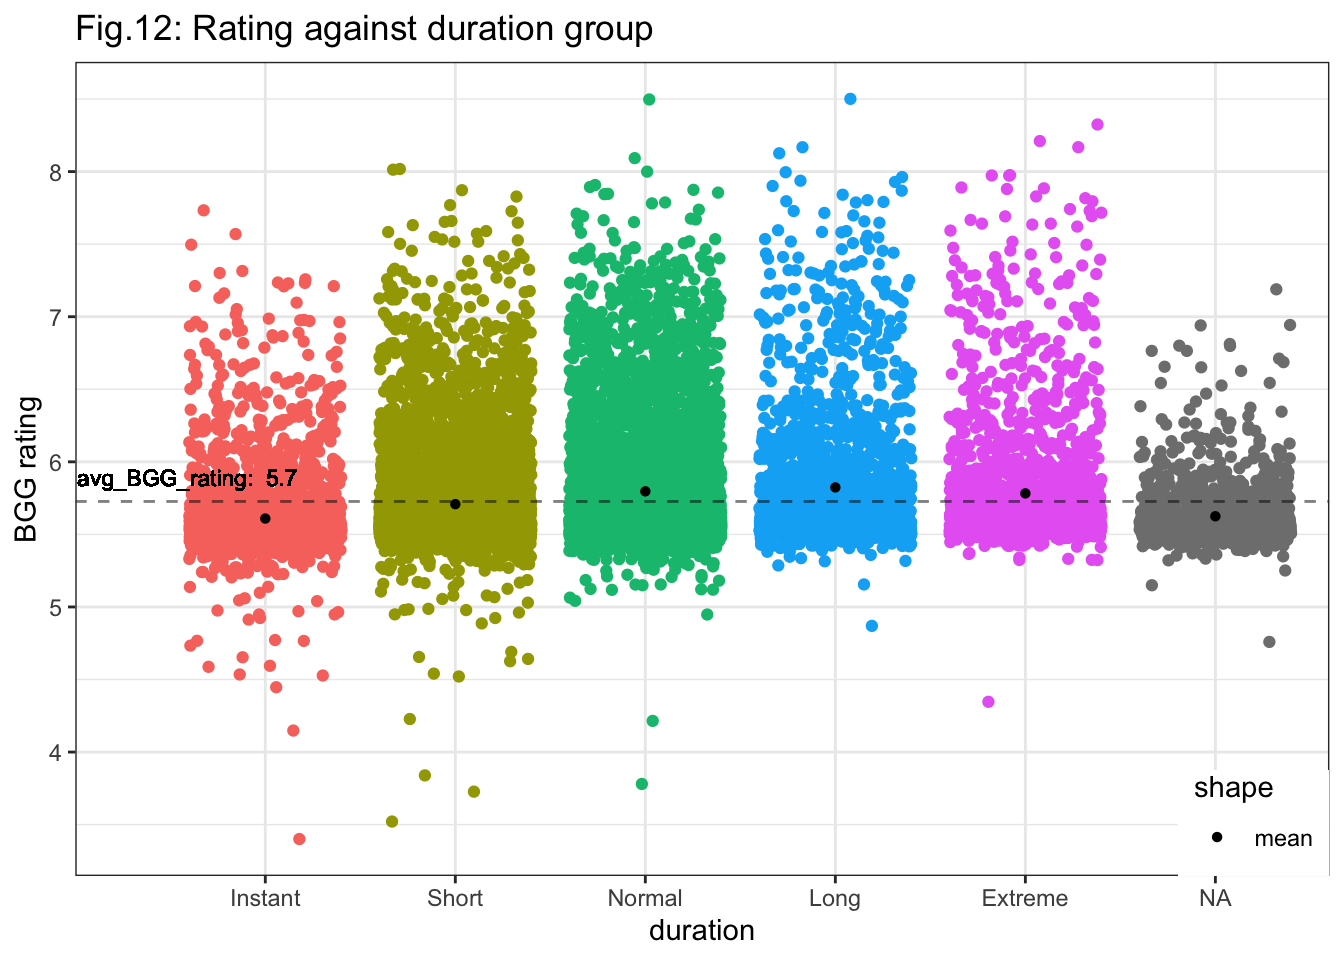 Fig.12: Rating against duration group
BGG rating
8
7
6
5
4
avg_BGG_rating: 5.7
shape
mean
Instant Short Normal Long Extreme NA
duration